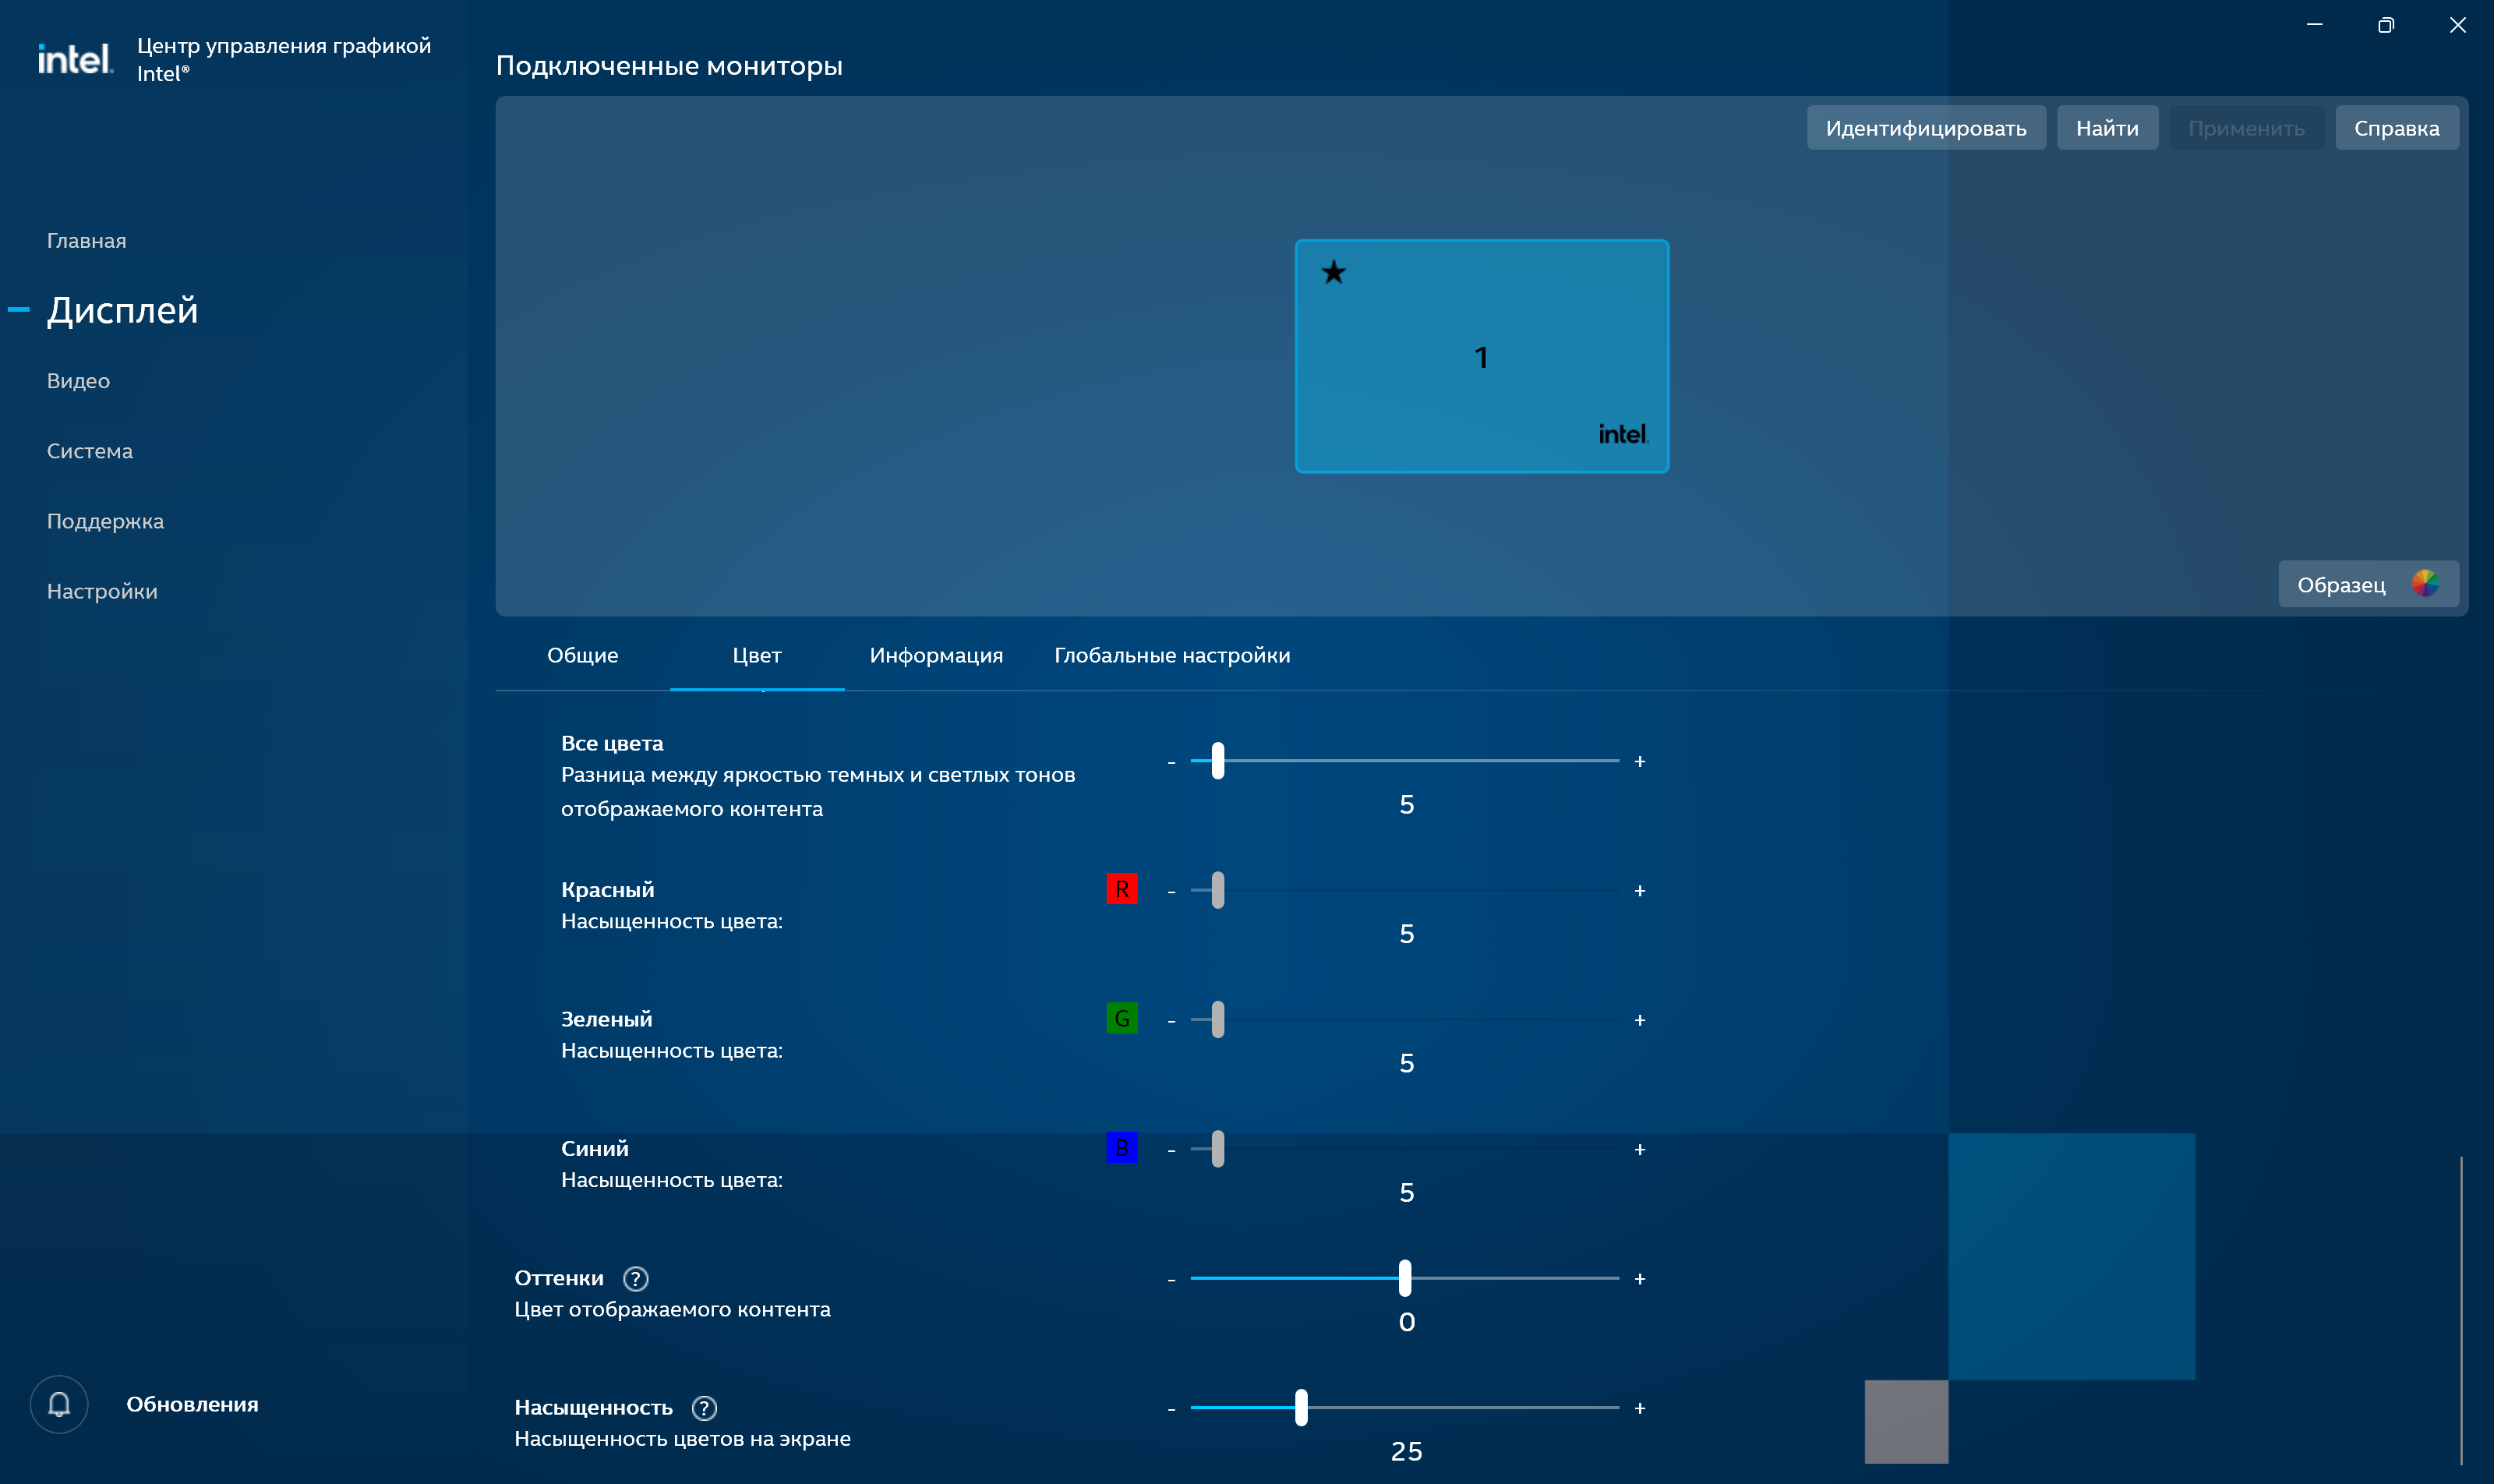 intel.
Центр управления графикой
Intel®
Подключенные мониторы
Идентифицировать
Найти
Применить
Справка
Главная
Дисплей
Видео
Система
Поддержка
Настройки
1
intel.
Образец
Общие
Цвет
Информация
Глобальные настройки
Все цвета
Разница между яркостью темных и светлых тонов
отображаемого контента
- +
5
Красный
Насыщенность цвета:
R
- +
5
Зеленый
Насыщенность цвета:
G
- +
5
Синий
Насыщенность цвета:
B
- +
5
Оттенки ?
Цвет отображаемого контента
- +
0
Насыщенность ?
Насыщенность цветов на экране
- +
25
Обновления